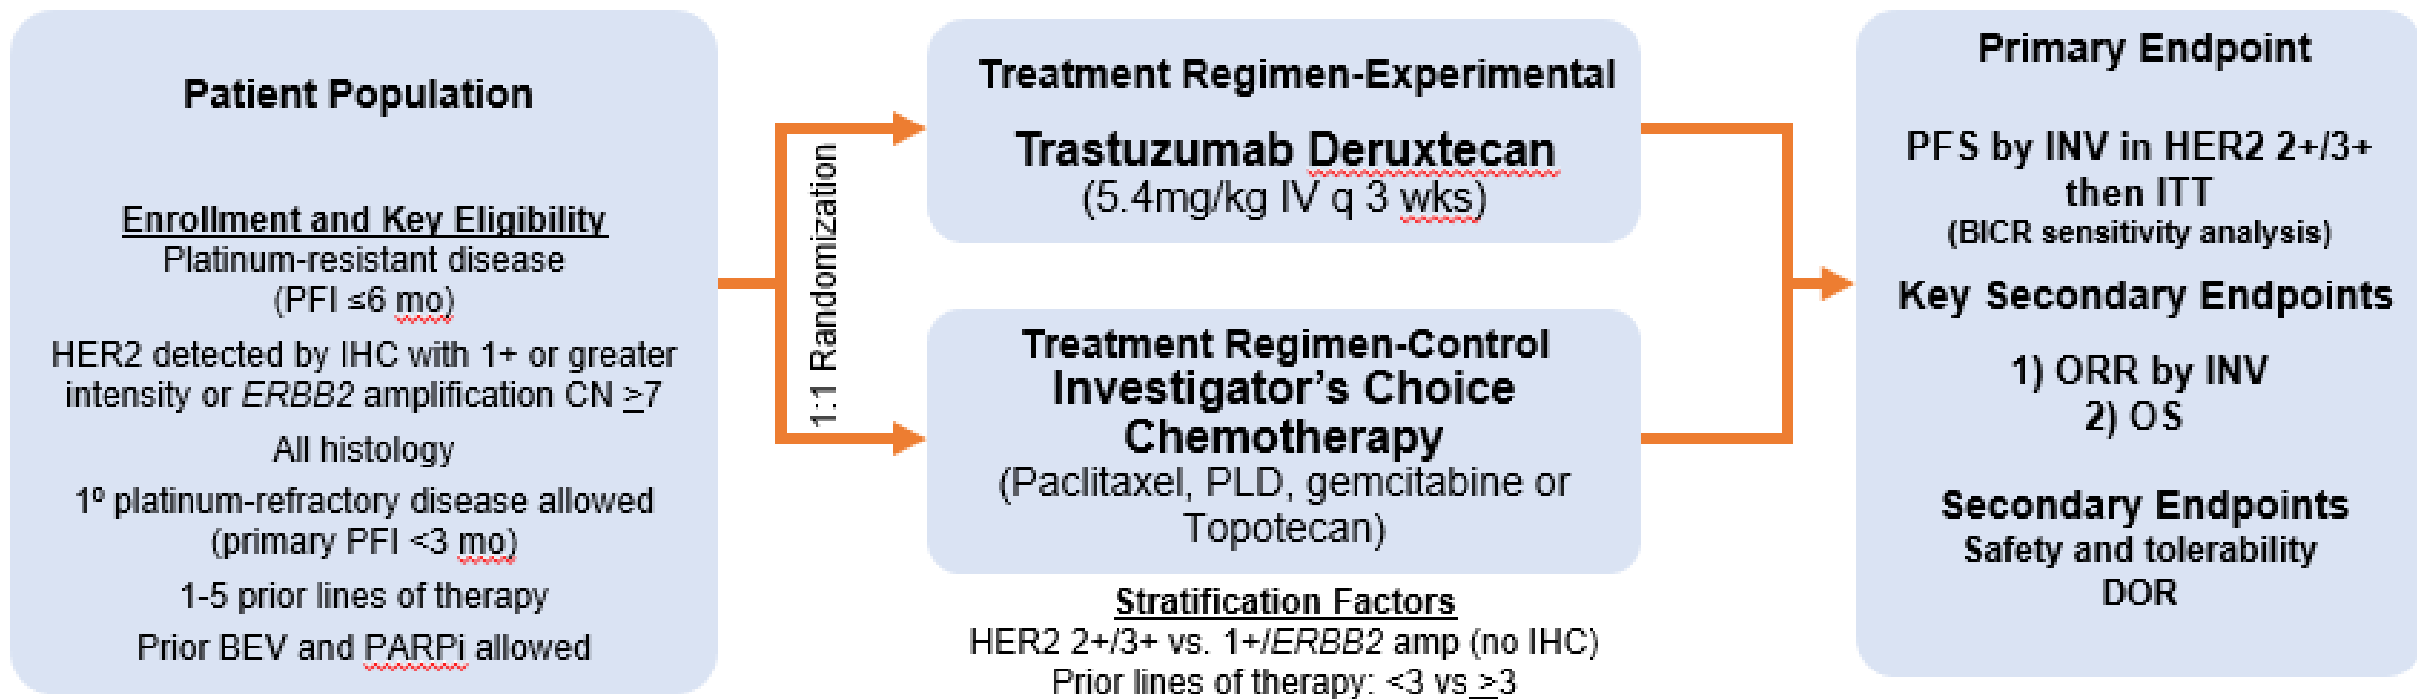 Patient Population
Enrollment and Key Eligibility
Platinum-resistant disease
(PFI ≤6 mo)
HER2 detected by IHC with 1+ or greater
intensity or ERBB2 amplification CN ≥7
All histology
1º platinum-refractory disease allowed
(primary PFI <3 mo)
1-5 prior lines of therapy
Prior BEV and PARPi allowed
1:1 Randomization
Treatment Regimen-Experimental
Trastuzumab Deruxtecan
(5.4mg/kg IV q 3 wks)
Treatment Regimen-Control
Investigator's Choice
Chemotherapy
(Paclitaxel, PLD, gemcitabine or
Topotecan)
Stratification Factors
HER2 2+/3+ vs. 1+/ERBB2 amp (no IHC)
Prior lines of therapy: <3 vs ≥3
Primary Endpoint
PFS by INV in HER2 2+/3+
then ITT
(BICR sensitivity analysis)
Key Secondary Endpoints
1) ORR by INV
2) OS
Secondary Endpoints
Safety and tolerability
DOR